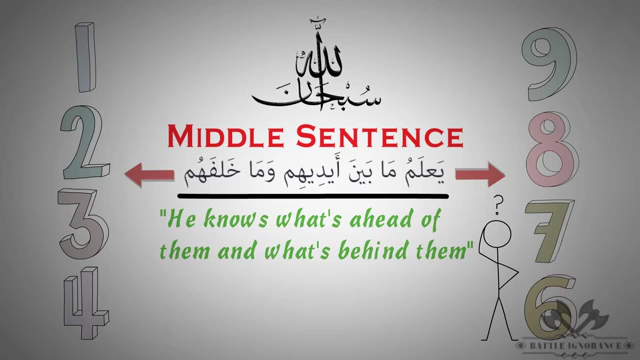 سُبْحَانَ اللّٰه
MIDDLE SENTENCE
يَعلَمُ مَا بَينَ أَيدِيهِم وَمَا خَلفَهُم
"He knows what's ahead of
them and what's behind them"
1
2
3
4
9
8
7
6
?
BATTLE IGNORANCE